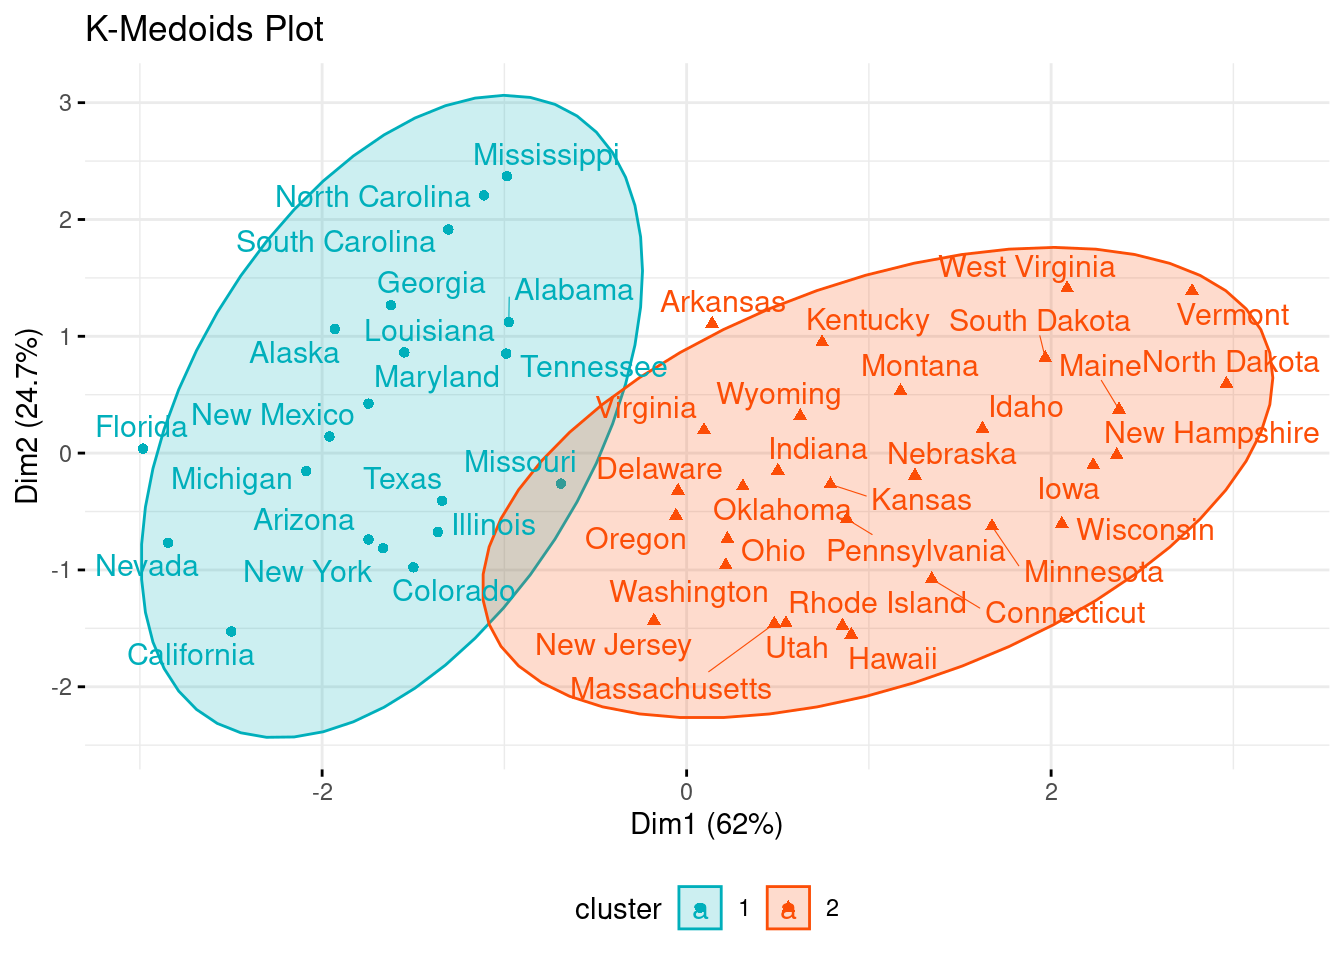 K-Medoids Plot
Dim2 (24.7%)
3
2
1
0
-1
-2
Mississippi
North Carolina
South Carolina
Georgia
Alabama
Louisiana
Alaska
Maryland
Tennessee
New Mexico
Florida
Michigan
Texas
Missouri
Arizona
Illinois
Nevada
New York
Colorado
California
West Virginia
Arkansas
Vermont
Kentucky
South Dakota
Montana
Maine
North Dakota
Wyoming
Virginia
Idaho
New Hampshire
Indiana
Nebraska
Delaware
Iowa
Kansas
Oklahoma
Wisconsin
Oregon
Ohio
Pennsylvania
Minnesota
Washington
Rhode Island
Connecticut
New Jersey
Utah
Hawaii
Massachusetts
-2
0
2
Dim1 (62%)
cluster
a
1
a
2